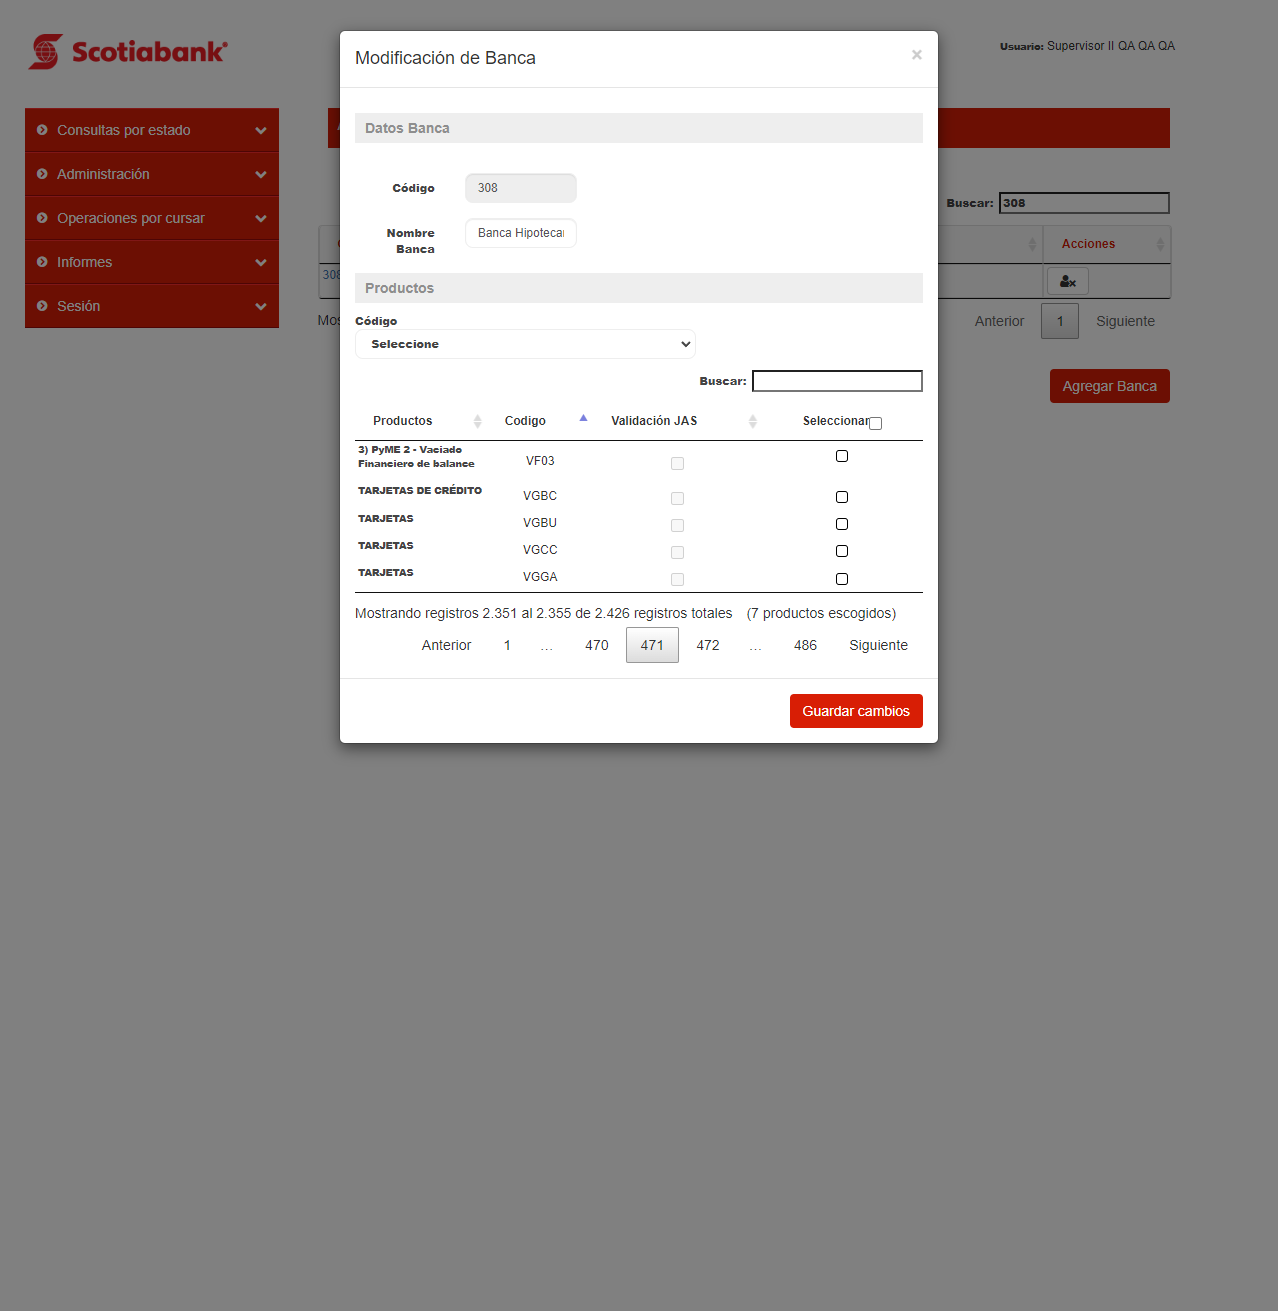 Scotiabank
Usuario: Supervisor II QA QA QA
Consultas por estado
Administración
Operaciones por cursar
Informes
Sesión
Buscar: 308
Acciones
308
Anterior 1 Siguiente
Agregar Banca
Modificación de Banca ×
Datos Banca
Código 308
Nombre Banca
Banca Hipotecar
Productos
Código
Seleccione
Buscar:
Productos Codigo Validación JAS Seleccionar
3) PyME 2 - Vaciado
Financiero de balance VF03
TARJETAS DE CRÉDITO VGBC
TARJETAS VGBU
TARJETAS VGCC
TARJETAS VGGA
Mostrando registros 2.351 al 2.355 de 2.426 registros totales (7 productos escogidos)
Anterior 1 … 470 471 472 … 486 Siguiente
Guardar cambios